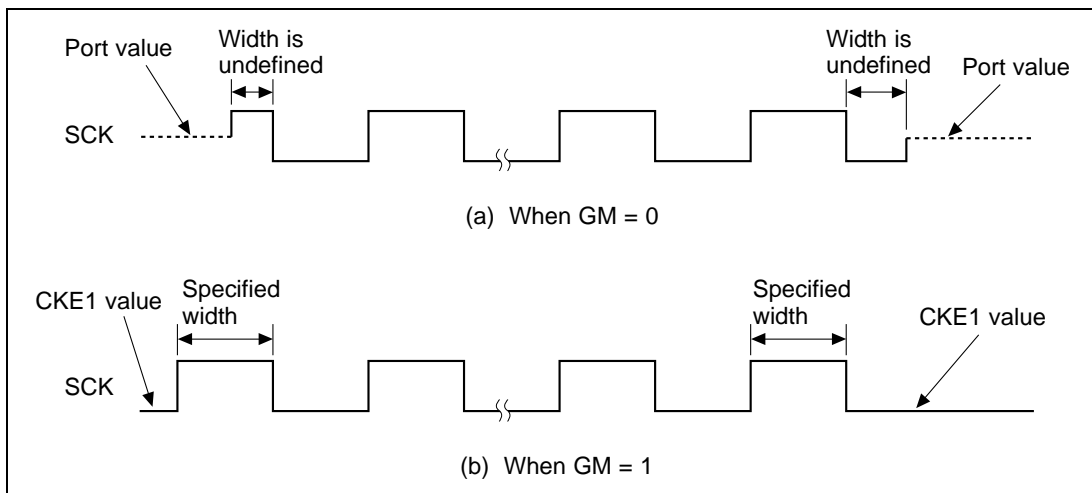 Port value
Width is
undefined
Width is
undefined
Port value
SCK
(a) When GM = 0
CKE1 value
Specified
width
Specified
width
CKE1 value
SCK
(b) When GM = 1